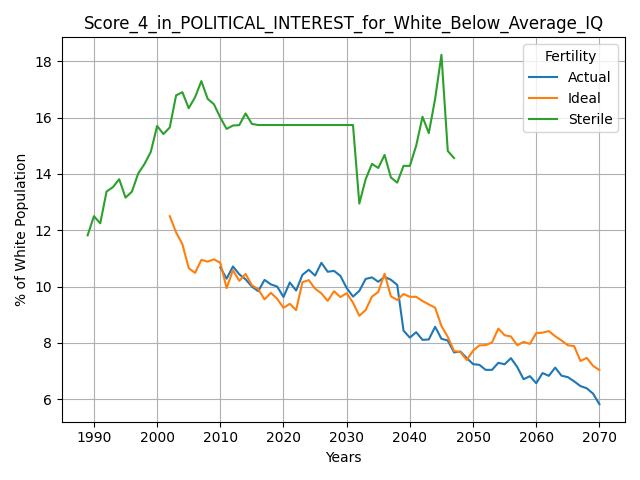 Score_4_in_POLITICAL_INTEREST_for_White_Below_Average_IQ
% of White Population
18
16
14
12
10
8
6
Fertility
Actual
Ideal
Sterile
1990 2000 2010 2020 2030 2040 2050 2060 2070
Years